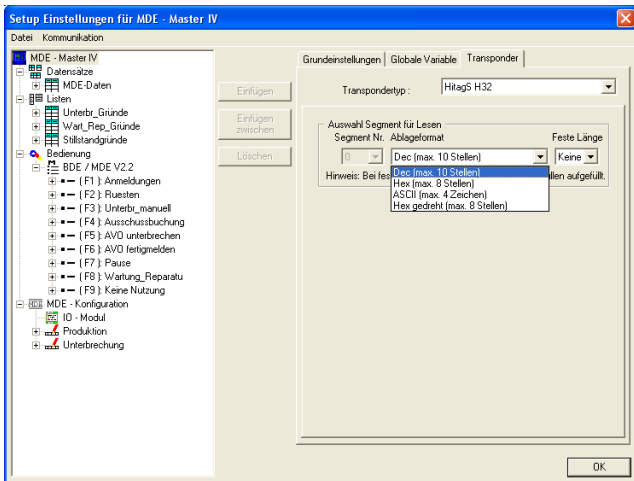 Setup Einstellungen für MDE - Master IV
Datei Kommunikation
MDE - Master IV
Datensätze
MDE-Daten
Listen
Unterbr_Gründe
Wart_Rep_Gründe
Stillstandgründe
Bedienung
BDE / MDE V2.2
( F1 ): Anmeldungen
( F2 ): Ruesten
( F3 ): Unterbr_manuell
( F4 ): Ausschussbuchung
( F5 ): AVO unterbrechen
( F6 ): AVO fertigmelden
( F7 ): Pause
( F8 ): Wartung_Reparatu
( F9 ): Keine Nutzung
MDE - Konfiguration
IO - Modul
Produktion
Unterbrechung
Einfügen
Einfügen
zwischen
Löschen
Grundeinstellungen Globale Variable Transponder
Transpondertyp : HitagS H32
Auswahl Segment für Lesen
Segment Nr. Ablageformat Feste Länge
0 Dec (max. 10 Stellen) Keine
Dec (max. 10 Stellen)
Hex (max. 8 Stellen)
ASCII (max. 4 Zeichen)
Hex gedreht (max. 8 Stellen)
Hinweis: Bei fes aufgefüllt.
OK